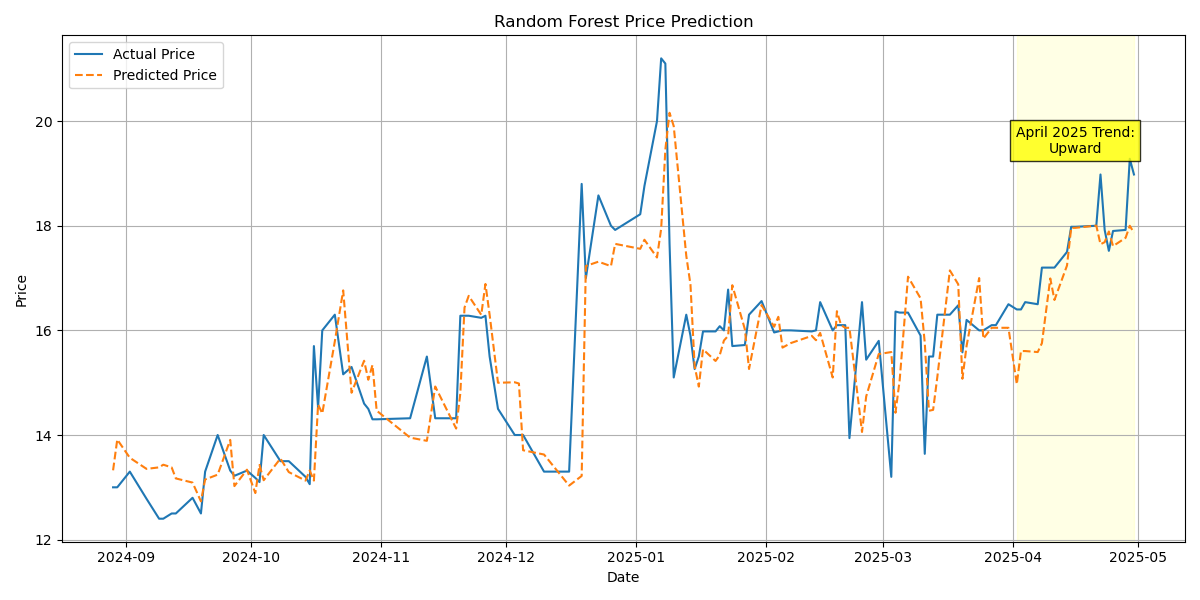 Random Forest Price Prediction
Actual Price
Predicted Price
April 2025 Trend:
Upward
Price
20
18
16
14
12
2024-09 2024-10 2024-11 2024-12 2025-01 2025-02 2025-03 2025-04 2025-05
Date